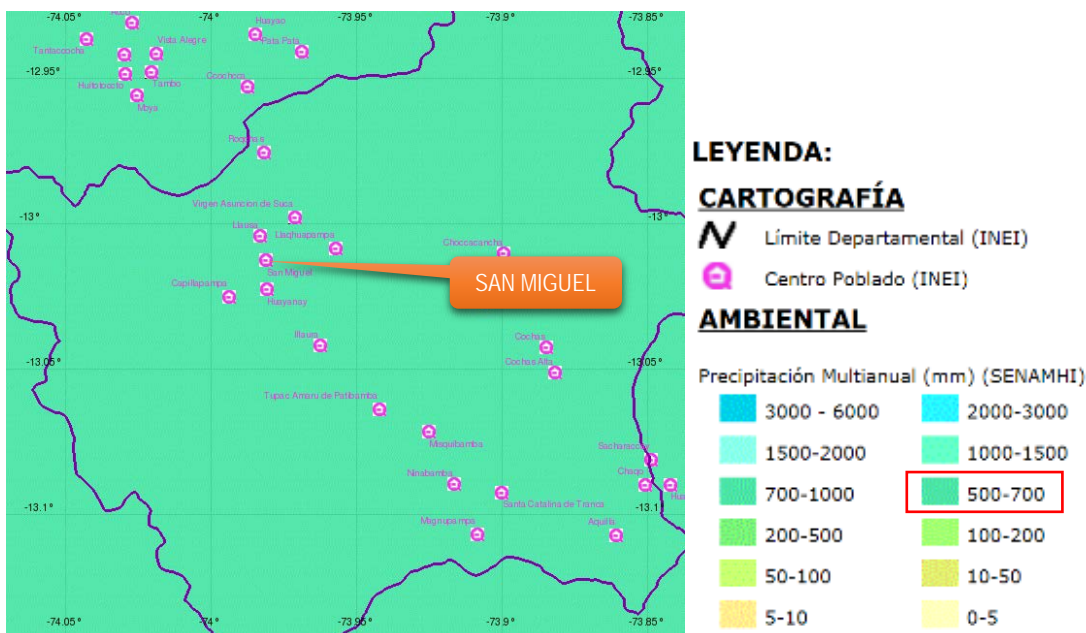 -74.05°
-74°
-73.95°
-73.9°
-73.85°
Huayao
Tantaccocha
Vista Alegre
Pata Pata
-12.95°
-12.95°
Ccochcca
Tambo
Moya
Virgen Asuncion de Suca
-13°
-13°
Llaqhuapampa
Choccacancha
San Miguel
SAN MIGUEL
Capillapampa
Huayanay
Illaura
Cochas
Cochas Alta
-13.05°
-13.05°
Tupac Amaru de Patibamba
Misquibamba
Ninabamba
Santa Catalina de Tranca
-13.1°
-13.1°
Magnupampa
Aquilla
-74.05°
-74°
-73.95°
-73.9°
-73.85°
LEYENDA:
CARTOGRAFÍA
Límite Departamental (INEI)
Centro Poblado (INEI)
AMBIENTAL
Precipitación Multianual (mm) (SENAMHI)
3000 - 6000
2000-3000
1500-2000
1000-1500
700-1000
500-700
200-500
100-200
50-100
10-50
5-10
0-5